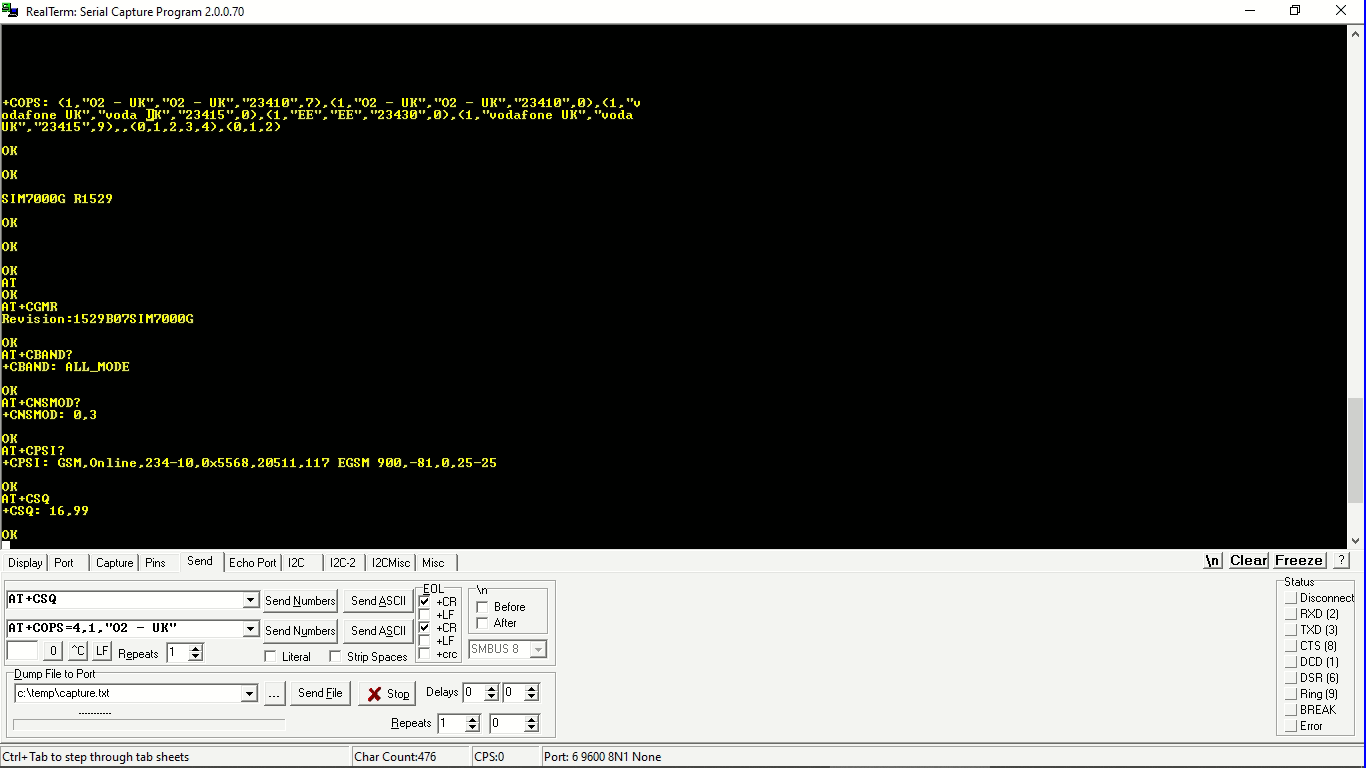 RealTerm: Serial Capture Program 2.0.0.70
+COPS: (1,"O2 - UK","O2 - UK","23410",7),(1,"O2 - UK","O2 - UK","23410",0),(1,"v
odafone UK","voda UK","23415",0),(1,"EE","EE","23430",0),(1,"vodafone UK","voda
UK","23415",9),,(0,1,2,3,4),(0,1,2)
OK
OK
SIM7000G R1529
OK
OK
OK
AT
OK
AT+CGMR
Revision:1529B07SIM7000G
OK
AT+CBAND?
+CBAND: ALL_MODE
OK
AT+CNSMOD?
+CNSMOD: 0,3
OK
AT+CPSI?
+CPSI: GSM,Online,234-10,0x5568,20511,117 EGSM 900,-81,0,25-25
OK
AT+CSQ
+CSQ: 16,99
OK
Display Port Capture Pins Send Echo Port I2C I2C-2 I2CMisc Misc \n Clear Freeze ?
AT+CSQ Send Numbers Send ASCII
AT+COPS=4,1,"O2 - UK" Send Numbers Send ASCII
0 ^C LF Repeats 1 Literal Strip Spaces
EOL
+CR
+LF
+CR
+LF
+crc
\n
Before
After
SMBUS 8
Dump File to Port
c:\temp\capture.txt ... Send File Stop Delays 0 0
Repeats 1 0
Status
Disconnect
RXD (2)
TXD (3)
CTS (8)
DCD (1)
DSR (6)
Ring (9)
BREAK
Error
Ctrl+Tab to step through tab sheets Char Count:476 CPS:0 Port: 6 9600 8N1 None